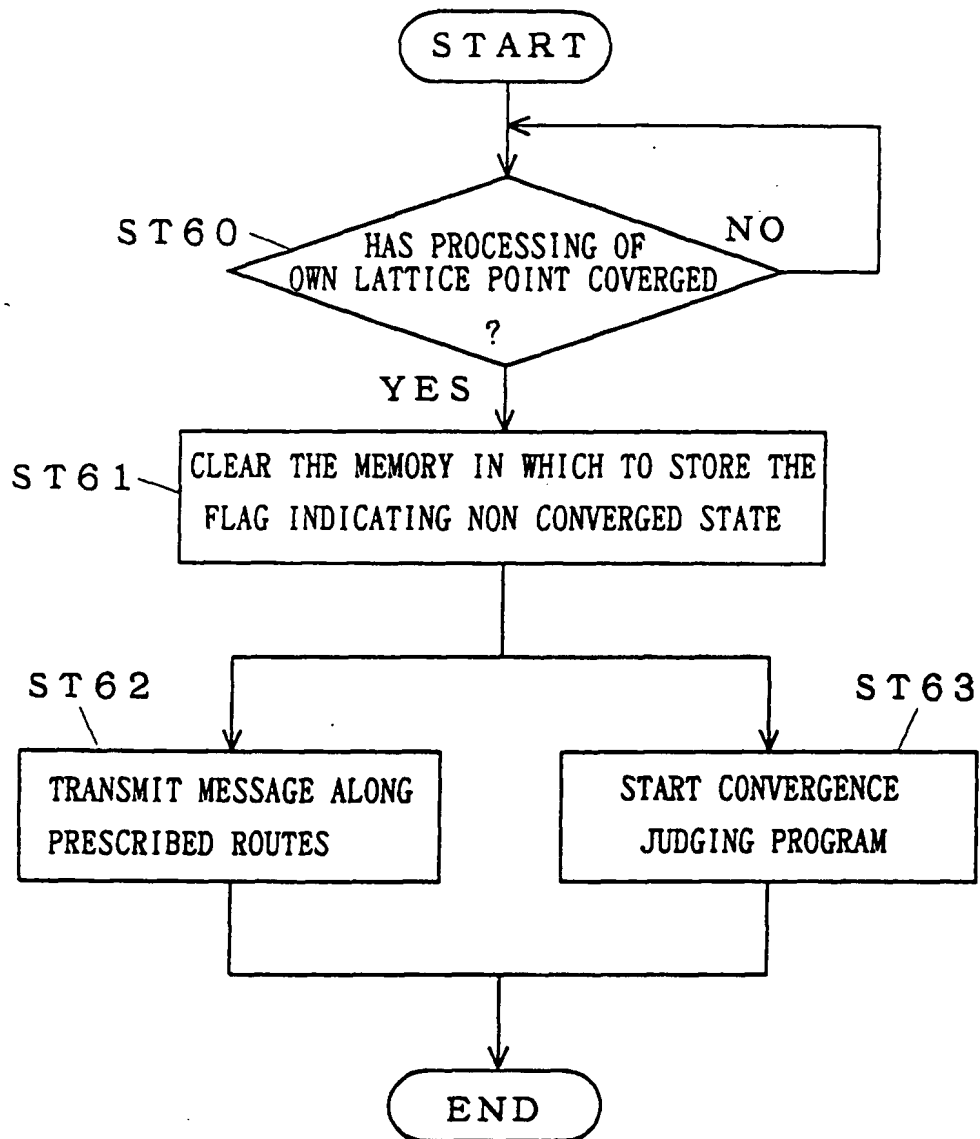 START
ST60
HAS PROCESSING OF
OWN LATTICE POINT COVERGED
?
NO
YES
ST61
CLEAR THE MEMORY IN WHICH TO STORE THE
FLAG INDICATING NON CONVERGED STATE
ST62
ST63
TRANSMIT MESSAGE ALONG
PRESCRIBED ROUTES
START CONVERGENCE
JUDGING PROGRAM
END